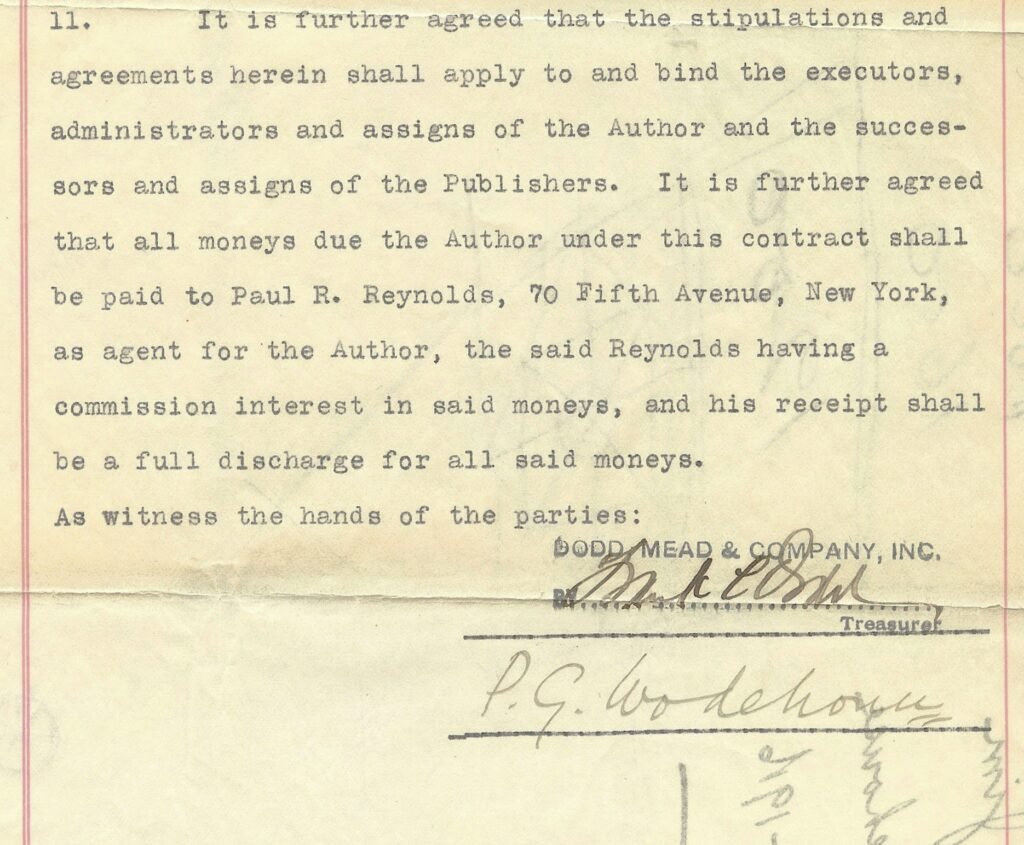 11. It is further agreed that the stipulations and
agreements herein shall apply to and bind the executors,
administrators and assigns of the Author and the succes-
sors and assigns of the Publishers. It is further agreed
that all moneys due the Author under this contract shall
be paid to Paul R. Reynolds, 70 Fifth Avenue, New York,
as agent for the Author, the said Reynolds having a
commission interest in said moneys, and his receipt shall
be a full discharge for all said moneys.
As witness the hands of the parties:
DODD, MEAD & COMPANY, INC.
BY Frank C Dodd
Treasurer
P. G. Wodehouse